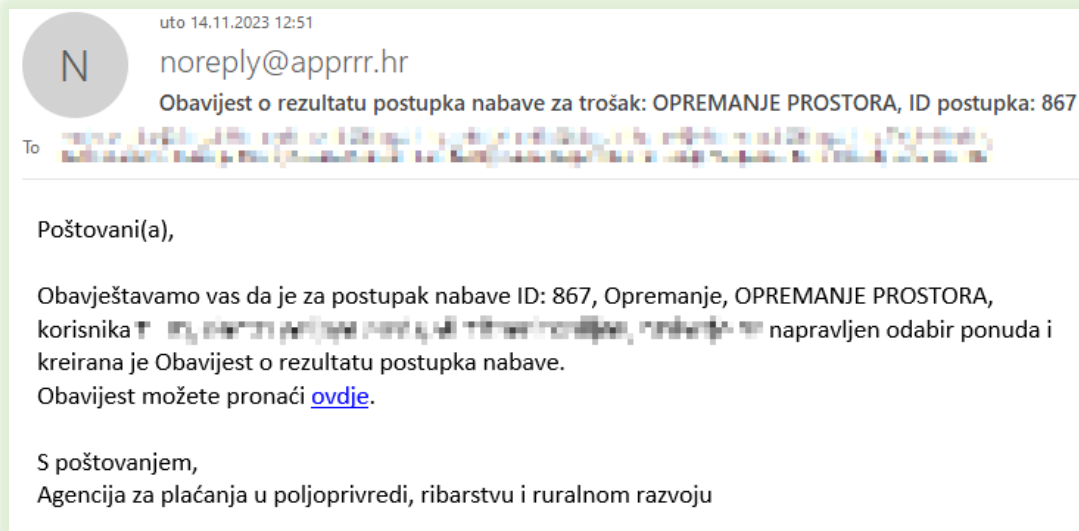 uto 14.11.2023 12:51
N
noreply@apprrr.hr
Obavijest o rezultatu postupka nabave za trošak: OPREMANJE PROSTORA, ID postupka: 867
To
Poštovani(a),
Obavještavamo vas da je za postupak nabave ID: 867, Opremanje, OPREMANJE PROSTORA,
korisnika napravljen odabir ponuda i
kreirana je Obavijest o rezultatu postupka nabave.
Obavijest možete pronaći ovdje.
S poštovanjem,
Agencija za plaćanja u poljoprivredi, ribarstvu i ruralnom razvoju